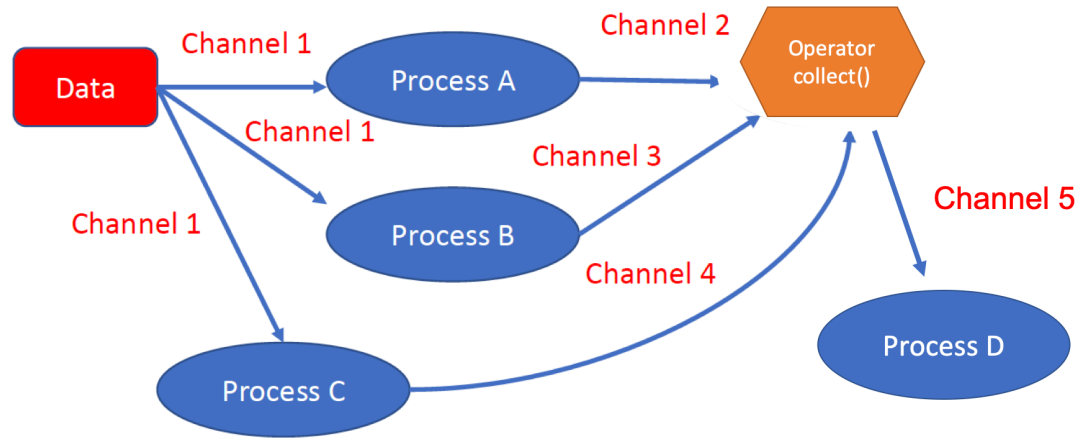 Channel 2
Channel 1
Operator
collect()
Data
Process A
Channel 1
Channel 3
Channel 5
Channel 1
Process B
Channel 4
Process D
Process C